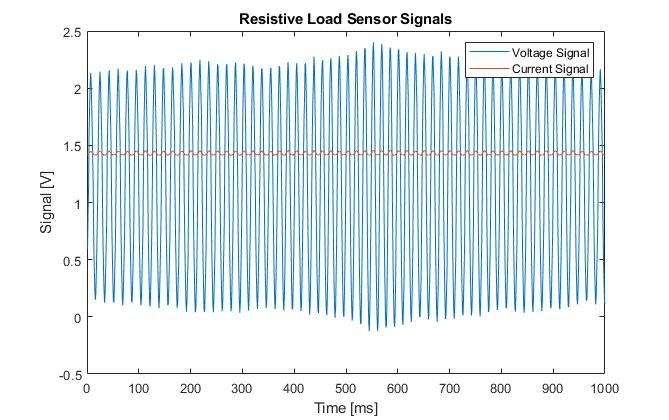 Resistive Load Sensor Signals
Voltage Signal
Current Signal
2.5
2
1.5
1
0.5
0
-0.5
Signal [V]
0 100 200 300 400 500 600 700 800 900 1000
Time [ms]